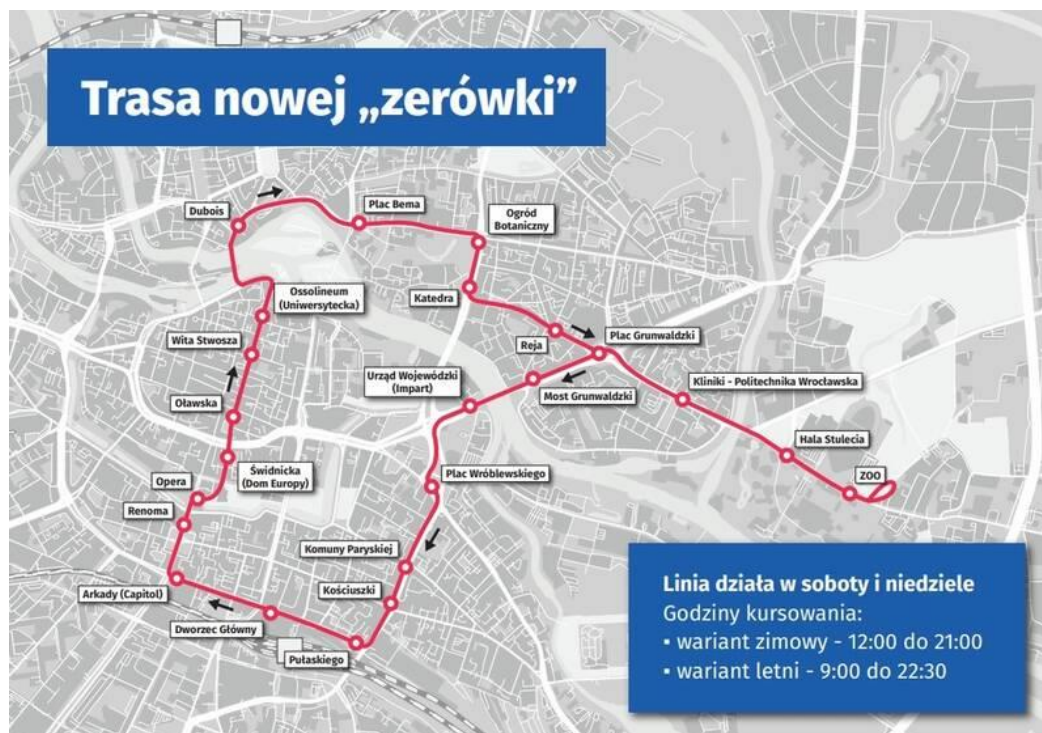 Trasa nowej „zerówki”
Dubois
Plac Bema
Ogród
Botaniczny
Ossolineum
(Uniwersytecka)
Katedra
Wita Stwosza
Reja
Plac Grunwaldzki
Urząd Wojewódzki
(Impart)
Kliniki - Politechnika Wrocławska
Oławska
Most Grunwaldzki
Hala Stulecia
Opera
Świdnicka
(Dom Europy)
Plac Wróblewskiego
ZOO
Renoma
Komuny Paryskiej
Arkady (Capitol)
Kościuszki
Dworzec Główny
Pułaskiego
Linia działa w soboty i niedziele
Godziny kursowania:
▪ wariant zimowy - 12:00 do 21:00
▪ wariant letni - 9:00 do 22:30